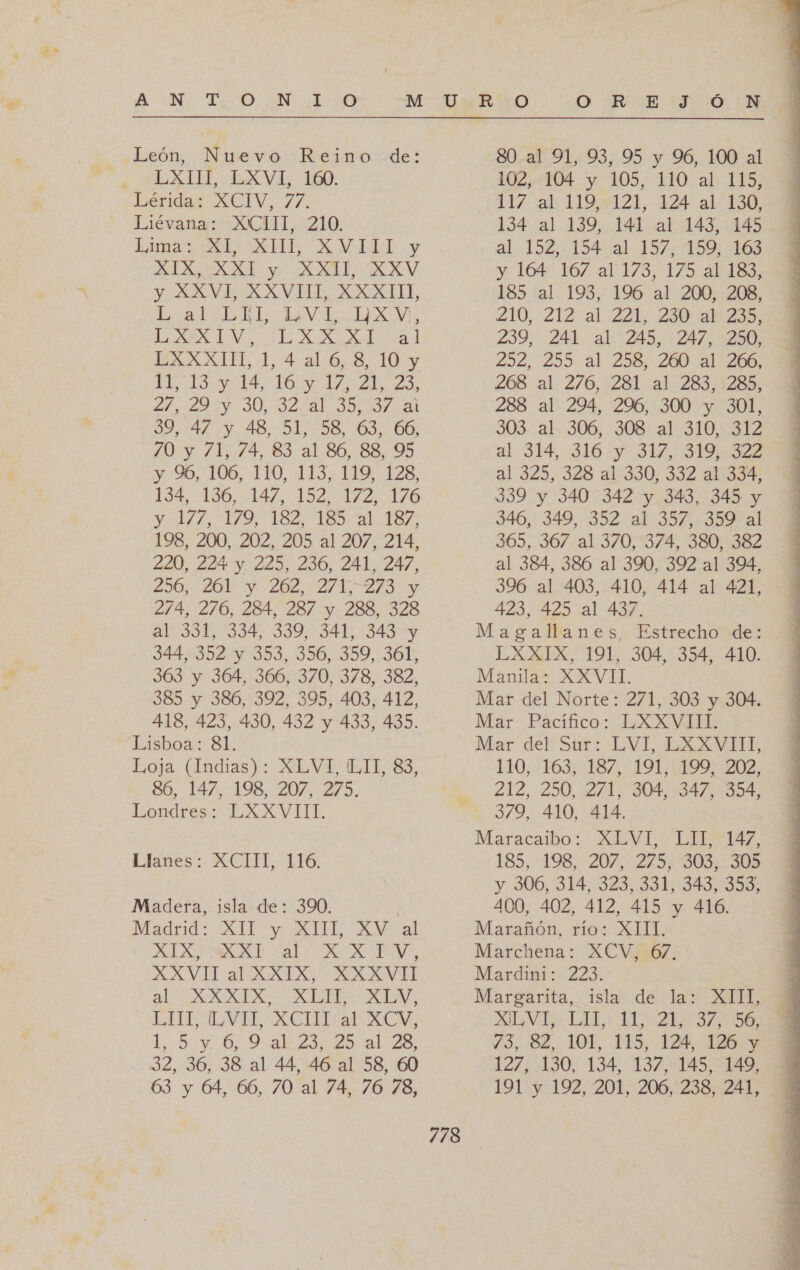 ANTONIO MURO OREJÓN
León, Nuevo Reino de:
LXIII, LXVI, 160.
Lérida: XCIV, 77.
Liévana: XCIII, 210.
Lima: XI, XIII, XVIII y
XIX, XXI y XXII, XXV
y XXVI, XXVIII, XXXIII,
L al LIII, LVI, LXV,
LXXIV, LXXXI al
LXXXIII, 1, 4 al 6, 8, 10 y
11, 13 y 14, 16 y 17, 21, 23,
27, 29 y 30, 32 al 35, 37 al
39, 47 y 48, 51, 58, 63, 66,
70 y 71, 74, 83 al 86, 88, 95
y 96, 106, 110, 113, 119, 128,
134, 136, 147, 152, 172, 176
y 177, 179, 182, 185 al 187,
198, 200, 202, 205 al 207, 214,
220, 224 y 225, 236, 241, 247,
256, 261 y 262, 271, 273 y
274, 276, 284, 287 y 288, 328
al 331, 334, 339, 341, 343 y
344, 352 y 353, 356, 359, 361,
363 y 364, 366, 370, 378, 382,
385 y 386, 392, 395, 403, 412,
418, 423, 430, 432 y 433, 435.
Lisboa: 81.
Loja (Indias): XLVI, LII, 83,
86, 147, 198, 207, 275.
Londres: LXXVIII.
Llanes: XCIII, 116.
Madera, isla de: 390.
Madrid: XII y XIII, XV al
XIX, XXI al XXIV,
XXVII al XXIX, XXXVII
al XXXIX, XLII, XLV,
LIII, LVII, XCIII al XCV,
1, 5 y 6, 9 al 23, 25 al 28,
32, 36, 38 al 44, 46 al 58, 60
63 y 64, 66, 70 al 74, 76 78,
80 al 91, 93, 95 y 96, 100 al
102, 104 y 105, 110 al 115,
117 al 119, 121, 124 al 130,
134 al 139, 141 al 143, 145
al 152, 154 al 157, 159, 163
y 164 167 al 173, 175 al 183,
185 al 193, 196 al 200, 208,
210, 212 al 221, 230 al 235,
239, 241 al 245, 247, 250,
252, 255 al 258, 260 al 266,
268 al 276, 281 al 283, 285,
288 al 294, 296, 300 y 301,
303 al 306, 308 al 310, 312
al 314, 316 y 317, 319, 322
al 325, 328 al 330, 332 al 334,
339 y 340 342 y 343, 345 y
346, 349, 352 al 357, 359 al
365, 367 al 370, 374, 380, 382
al 384, 386 al 390, 392 al 394,
396 al 403, 410, 414 al 421,
423, 425 al 437.
Magallanes, Estrecho de:
LXXIX, 191, 304, 354, 410.
Manila: XXVII.
Mar del Norte: 271, 303 y 304.
Mar Pacífico: LXXVIII.
Mar del Sur: LVI, LXXVIII,
110, 163, 187, 191, 199, 202,
212, 250, 271, 304, 347, 354,
379, 410, 414.
Maracaibo: XLVI, LII, 147,
185, 198, 207, 275, 303, 305
y 306, 314, 323, 331, 343, 353,
400, 402, 412, 415 y 416.
Marañón, río: XIII.
Marchena: XCV, 67.
Mardini: 223.
Margarita, isla de la: XIII,
XLVI, LII, 11, 21, 37, 56,
73, 82, 101, 115, 124, 126 y
127, 130, 134, 137, 145, 149,
191 y 192, 201, 206, 238, 241,
778